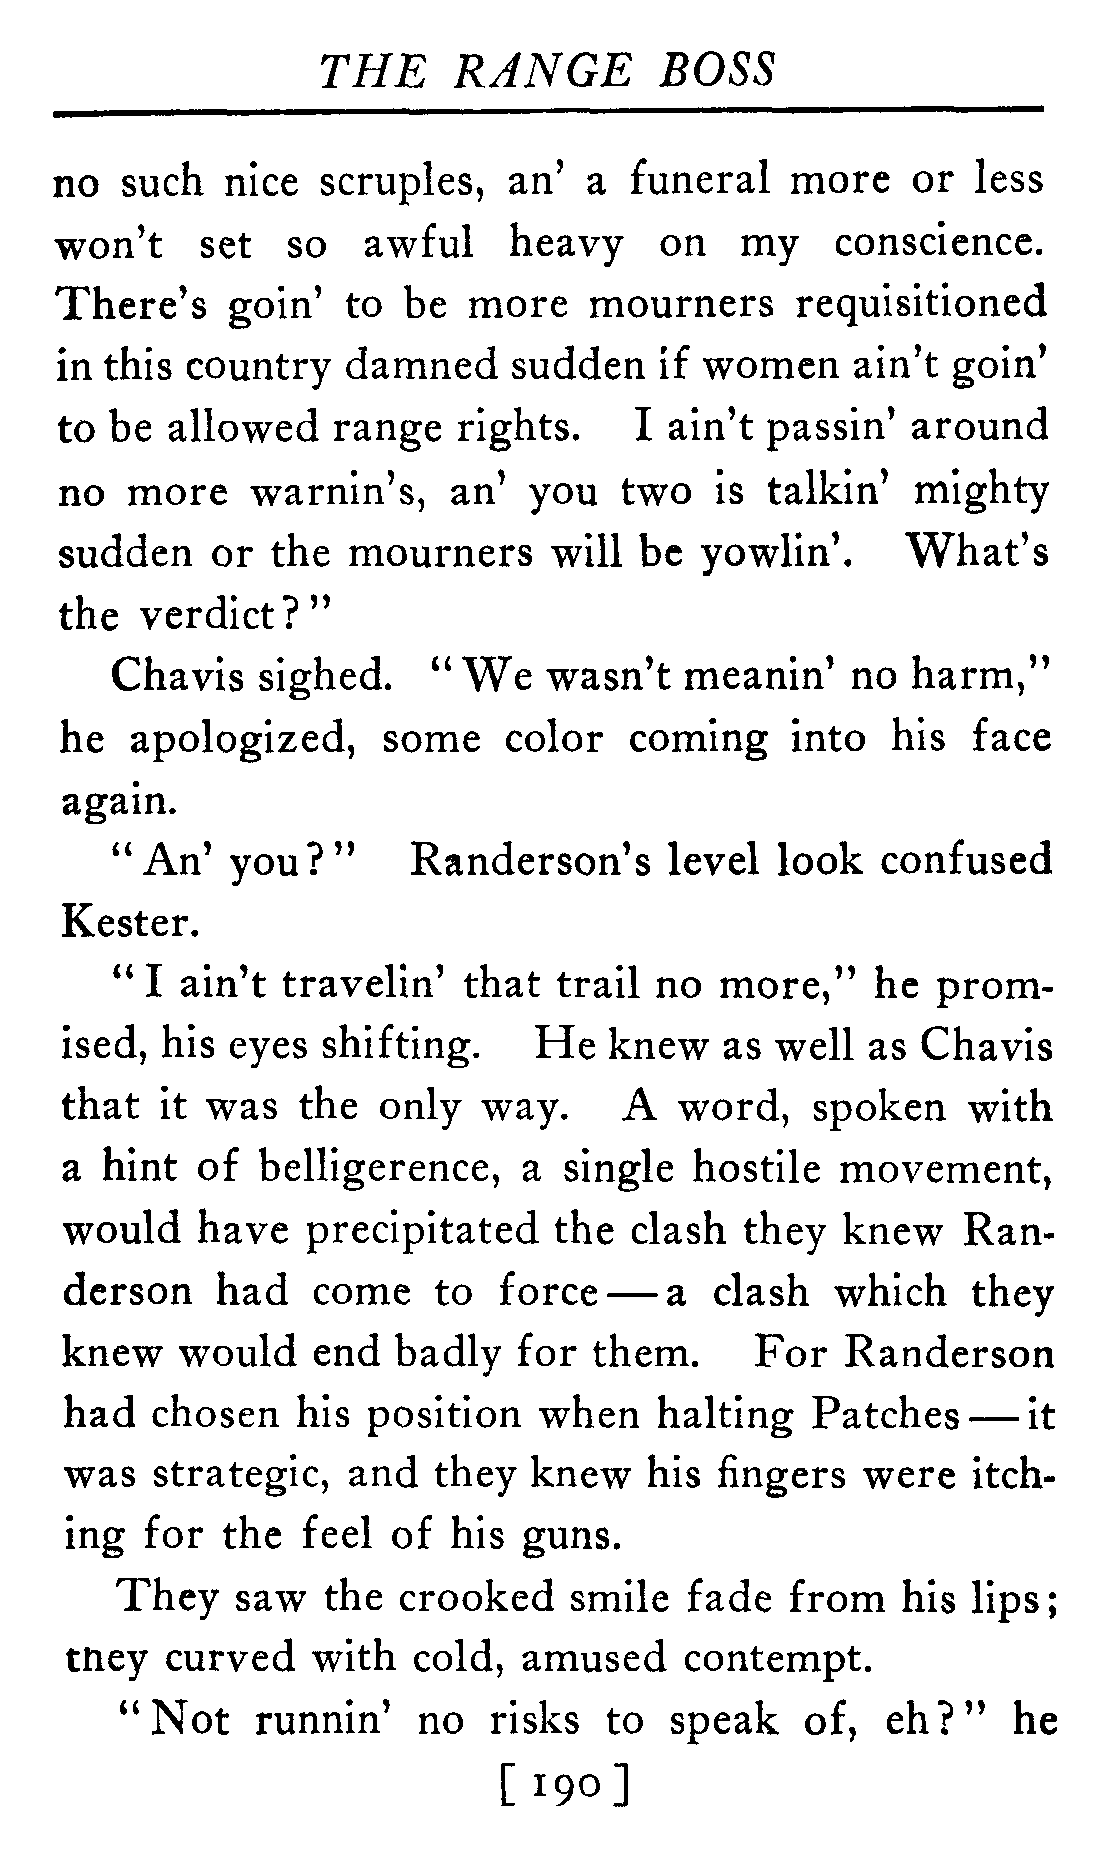 THE RANGE BOSS
no such nice scruples, an' a funeral more or less
won't set so awful heavy on my conscience.
There's goin' to be more mourners requisitioned
in this country damned sudden if women ain't goin'
to be allowed range rights. I ain't passin' around
no more warnin's, an' you two is talkin' mighty
sudden or the mourners will be yowlin'. What's
the verdict?"
Chavis sighed. "We wasn't meanin' no harm,"
he apologized, some color coming into his face
again.
"An' you?" Randerson's level look confused
Kester.
"I ain't travelin' that trail no more," he prom-
ised, his eyes shifting. He knew as well as Chavis
that it was the only way. A word, spoken with
a hint of belligerence, a single hostile movement,
would have precipitated the clash they knew Ran-
derson had come to force—a clash which they
knew would end badly for them. For Randerson
had chosen his position when halting Patches—it
was strategic, and they knew his fingers were itch-
ing for the feel of his guns.
They saw the crooked smile fade from his lips;
they curved with cold, amused contempt.
"Not runnin' no risks to speak of, eh?" he
[190]